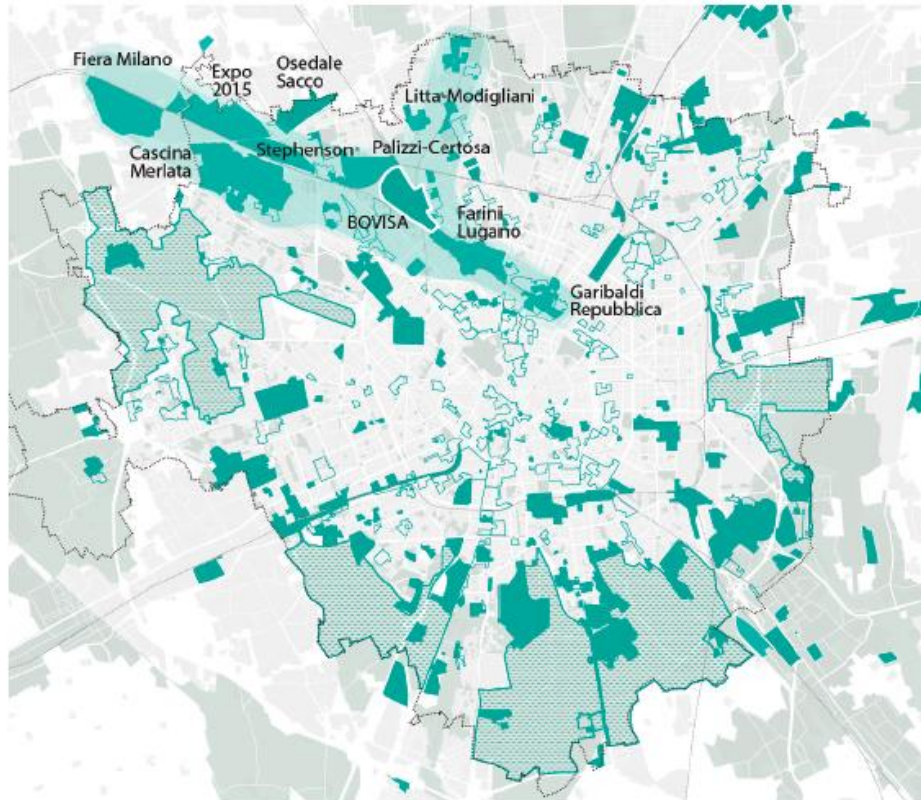 Fiera Milano
Expo
2015
Osedale
Sacco
Litta-Modigliani
Cascina
Merlata
Stephenson
Palizzi-Certosa
BOVISA
Farini
Lugano
Garibaldi
Repubblica